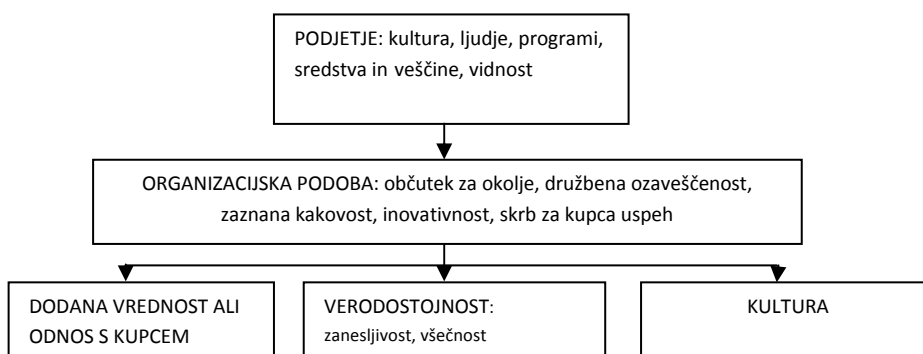 PODJETJE: kultura, ljudje, programi,
sredstva in veščine, vidnost
ORGANIZACIJSKA PODOBA: občutek za okolje, družbena ozaveščenost,
zaznana kakovost, inovativnost, skrb za kupca uspeh
DODANA VREDNOST ALI
ODNOS S KUPCEM
VERODOSTOJNOST:
zanesljivost, všečnost
KULTURA